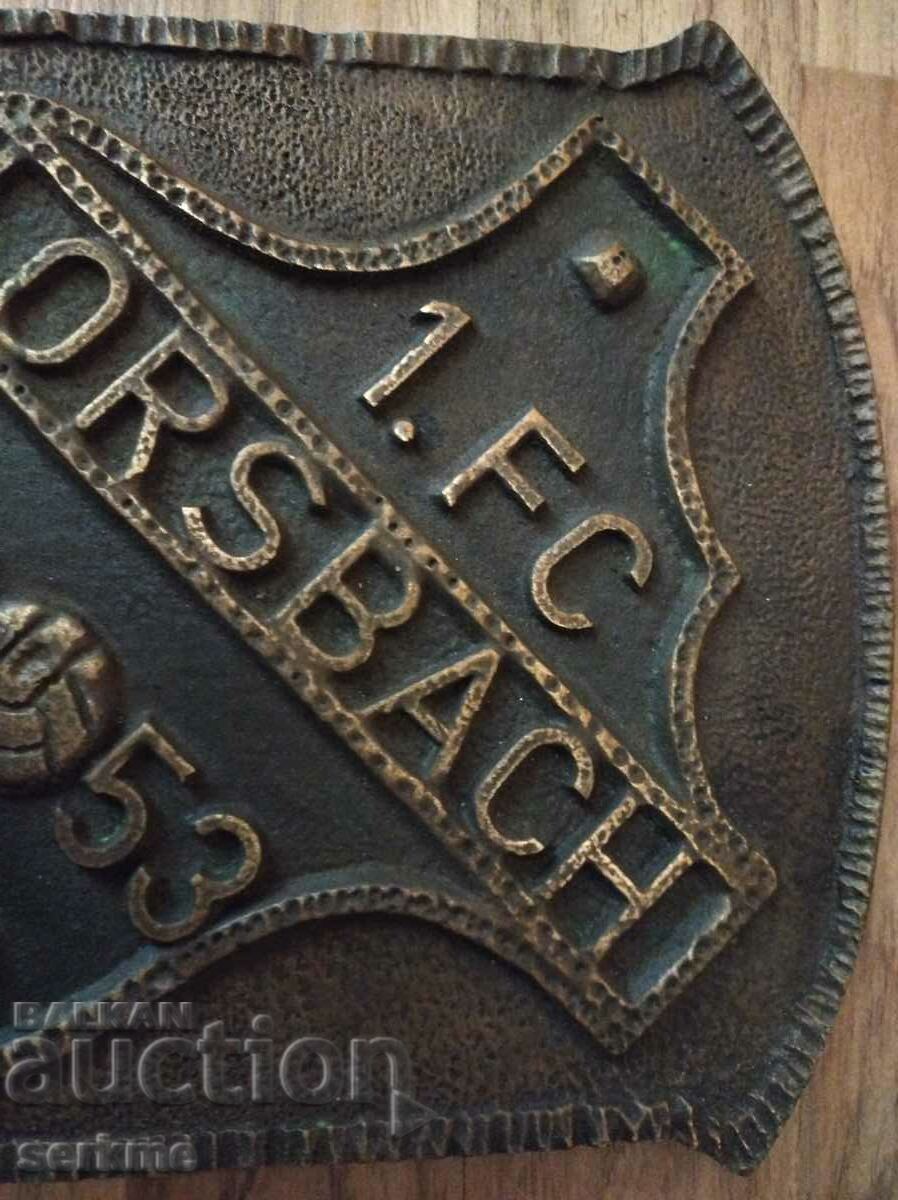 1. FC
ORSBACH
53
BALKAN
auction
serkme